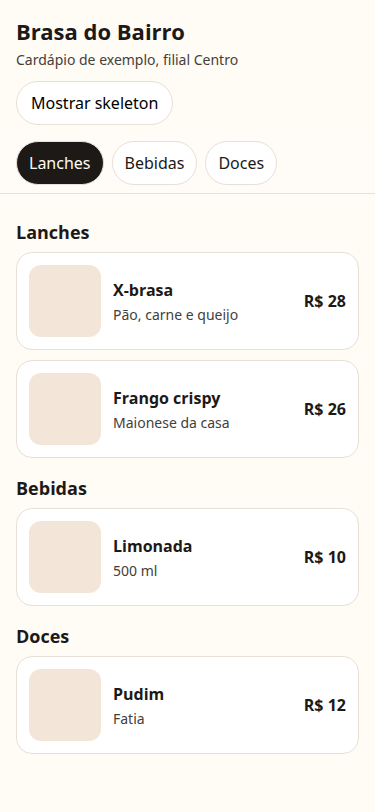 Brasa do Bairro
Cardápio de exemplo, filial Centro
Mostrar skeleton
Lanches Bebidas Doces
Lanches
X-brasa
Pão, carne e queijo
R$ 28
Frango crispy
Maionese da casa
R$ 26
Bebidas
Limonada
500 ml
R$ 10
Doces
Pudim
Fatia
R$ 12